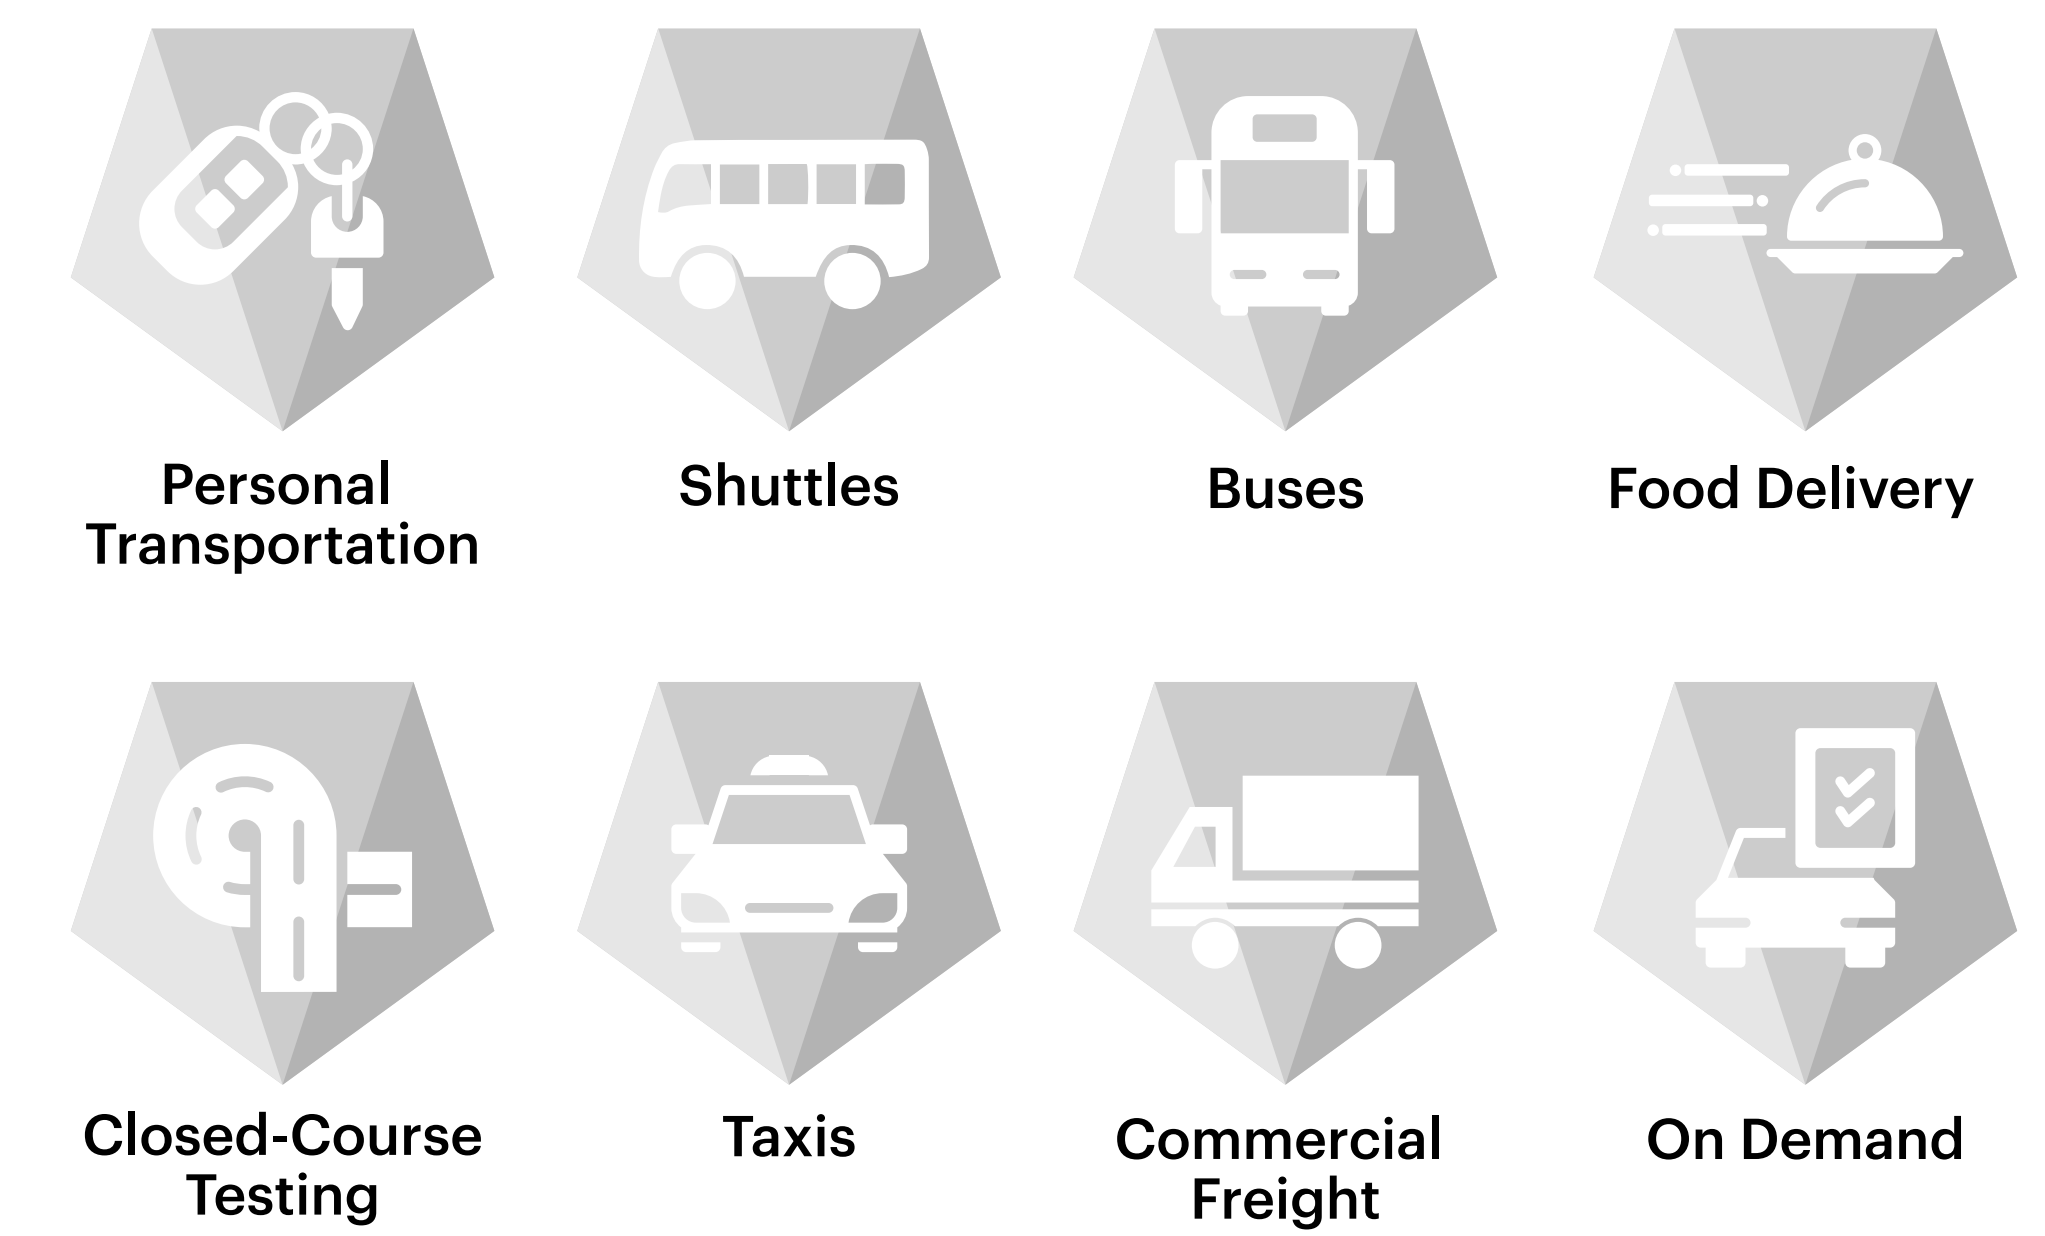 Personal
Transportation
Shuttles
Buses
Food Delivery
Closed-Course
Testing
Taxis
Commercial
Freight
On Demand